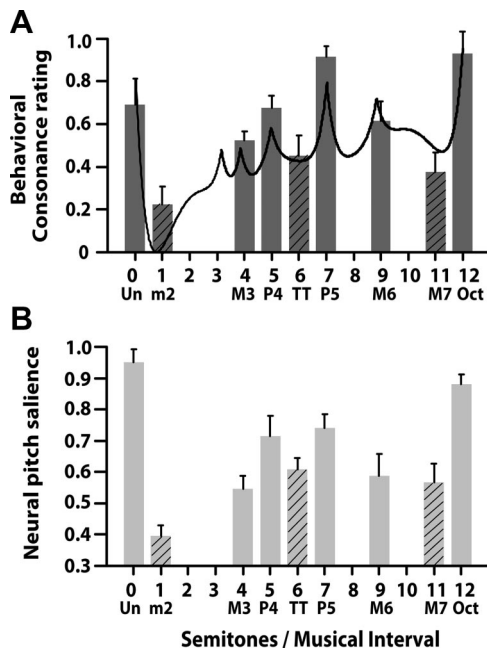 A
Behavioral
Consonance rating
1.0
0.8
0.6
0.4
0.2
0
0 1 2 3 4 5 6 7 8 9 10 11 12
Un m2 M3 P4 TT P5 M6 M7 Oct
B
Neural pitch salience
1.0
0.9
0.8
0.7
0.6
0.5
0.4
0.3
0 1 2 3 4 5 6 7 8 9 10 11 12
Un m2 M3 P4 TT P5 M6 M7 Oct
Semitones / Musical Interval